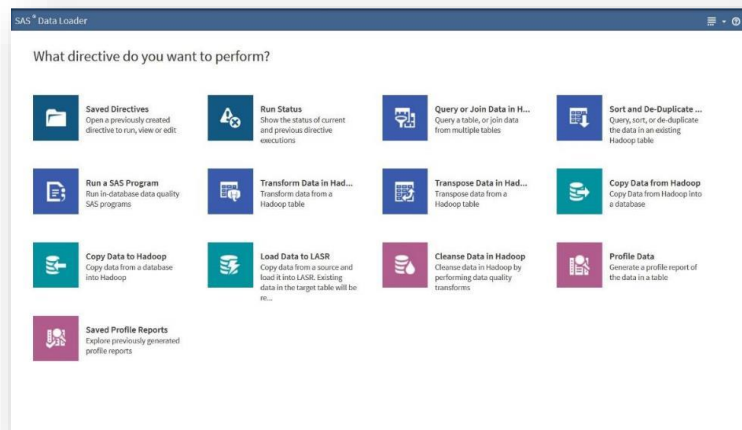 SAS® Data Loader
What directive do you want to perform?
Saved Directives
Open a previously created
directive to run, view or edit
Run Status
Show the status of current
and previous directive
executions
Query or Join Data in H...
Query a table, or join data
from multiple tables
Sort and De-Duplicate ...
Query, sort, or de-duplicate
the data in an existing
Hadoop table
Run a SAS Program
Run in-database data quality
SAS programs
Transform Data in Had...
Transform data from a
Hadoop table
Transpose Data in Had...
Transpose data from a
Hadoop table
Copy Data from Hadoop
Copy Data from Hadoop into
a database
Copy Data to Hadoop
Copy data from a database
into Hadoop
Load Data to LASR
Copy data from a source and
load it into LASR. Existing
data in the target table will be
re...
Cleanse Data in Hadoop
Cleanse data in Hadoop by
performing data quality
transforms
Profile Data
Generate a profile report of
the data in a table
Saved Profile Reports
Explore previously generated
profile reports